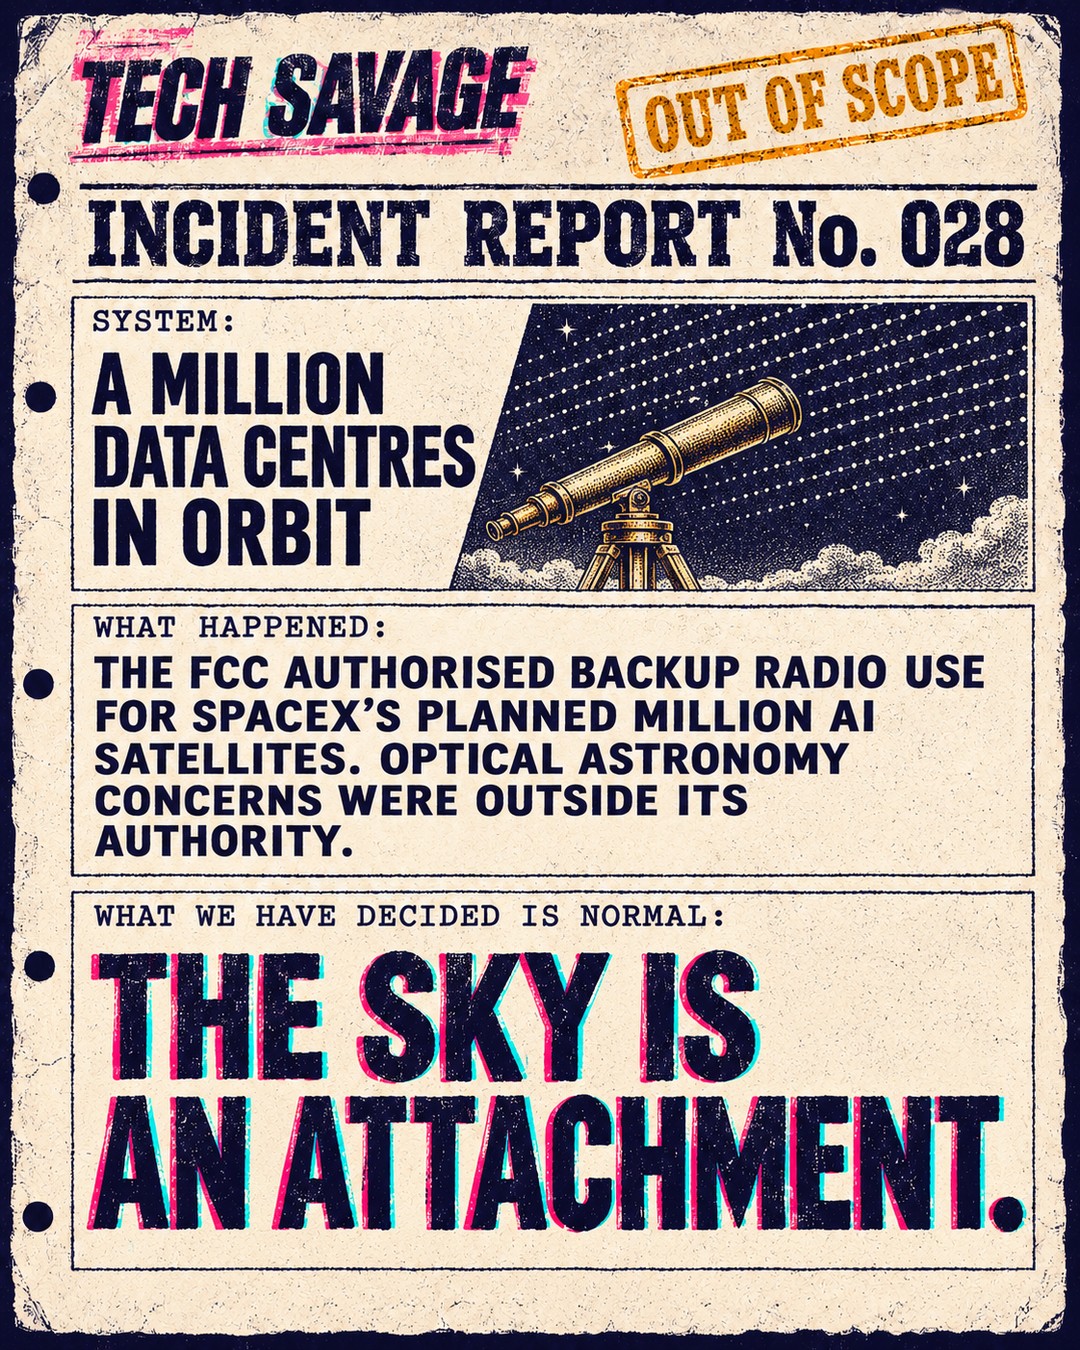 TECH SAVAGE
OUT OF SCOPE
INCIDENT REPORT No. 028
SYSTEM:
A MILLION
DATA CENTRES
IN ORBIT
WHAT HAPPENED:
THE FCC AUTHORISED BACKUP RADIO USE
FOR SPACEX’S PLANNED MILLION AI
SATELLITES. OPTICAL ASTRONOMY
CONCERNS WERE OUTSIDE ITS
AUTHORITY.
WHAT WE HAVE DECIDED IS NORMAL:
THE SKY IS
AN ATTACHMENT.